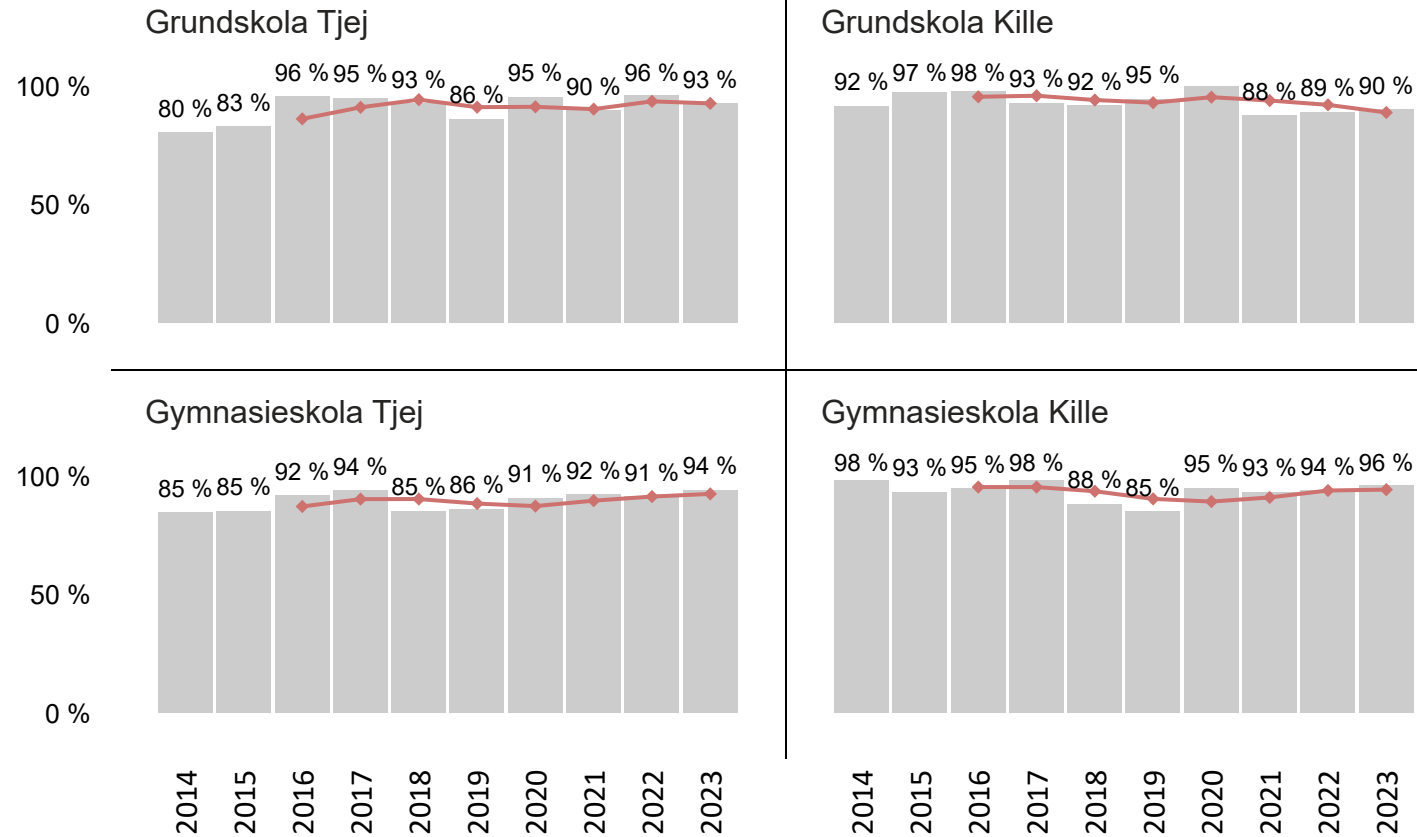 Grundskola Tjej
100 %
50 %
0 %
80 % 83 % 96 % 95 % 93 % 86 % 95 % 90 % 96 % 93 %
Grundskola Kille
92 % 97 % 98 % 93 % 92 % 95 % 88 % 89 % 90 %
Gymnasieskola Tjej
100 %
50 %
0 %
85 % 85 % 92 % 94 % 85 % 86 % 91 % 92 % 91 % 94 %
Gymnasieskola Kille
98 % 93 % 95 % 98 % 88 % 85 % 95 % 93 % 94 % 96 %
2014 2015 2016 2017 2018 2019 2020 2021 2022 2023
2014 2015 2016 2017 2018 2019 2020 2021 2022 2023